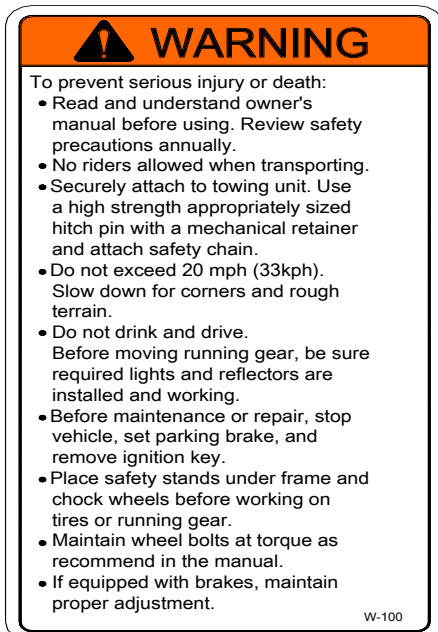 WARNING
To prevent serious injury or death:
• Read and understand owner's
manual before using. Review safety
precautions annually.
• No riders allowed when transporting.
• Securely attach to towing unit. Use
a high strength appropriately sized
hitch pin with a mechanical retainer
and attach safety chain.
• Do not exceed 20 mph (33kph).
Slow down for corners and rough
terrain.
• Do not drink and drive.
Before moving running gear, be sure
required lights and reflectors are
installed and working.
• Before maintenance or repair, stop
vehicle, set parking brake, and
remove ignition key.
• Place safety stands under frame and
chock wheels before working on
tires or running gear.
• Maintain wheel bolts at torque as
recommend in the manual.
• If equipped with brakes, maintain
proper adjustment.
W-100